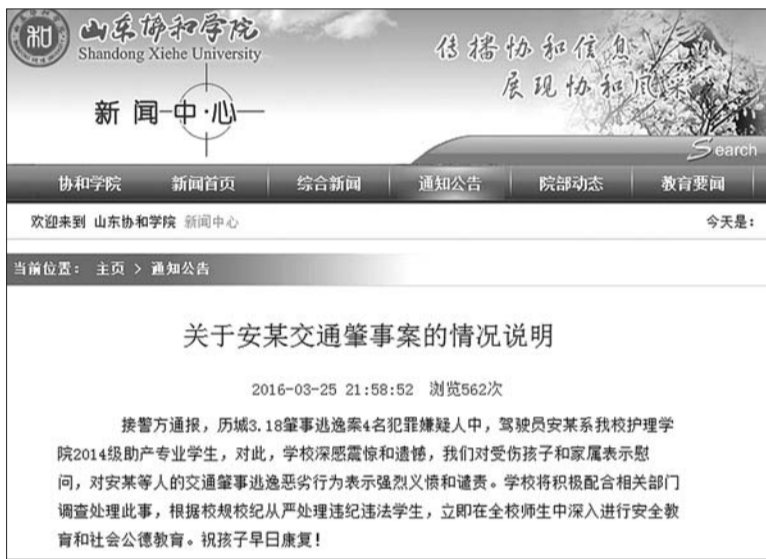 和
山东协和学院
Shandong Xiehe University
传播协和信息
展现协和风采
新闻中·心
Search
协和学院 新闻首页 综合新闻 通知公告 院部动态 教育要闻
欢迎来到 山东协和学院 新闻中心 今天是:
当前位置: 主页 > 通知公告
关于安某交通肇事案的情况说明
2016-03-25 21:58:52 浏览562次
接警方通报，历城3.18肇事逃逸案4名犯罪嫌疑人中，驾驶员安某系我校护理学
院2014级助产专业学生，对此，学校深感震惊和遗憾，我们对受伤孩子和家属表示慰
问，对安某等人的交通肇事逃逸恶劣行为表示强烈义愤和谴责。学校将积极配合相关部门
调查处理此事，根据校规校纪从严处理违纪违法学生，立即在全校师生中深入进行安全教
育和社会公德教育。祝孩子早日康复！